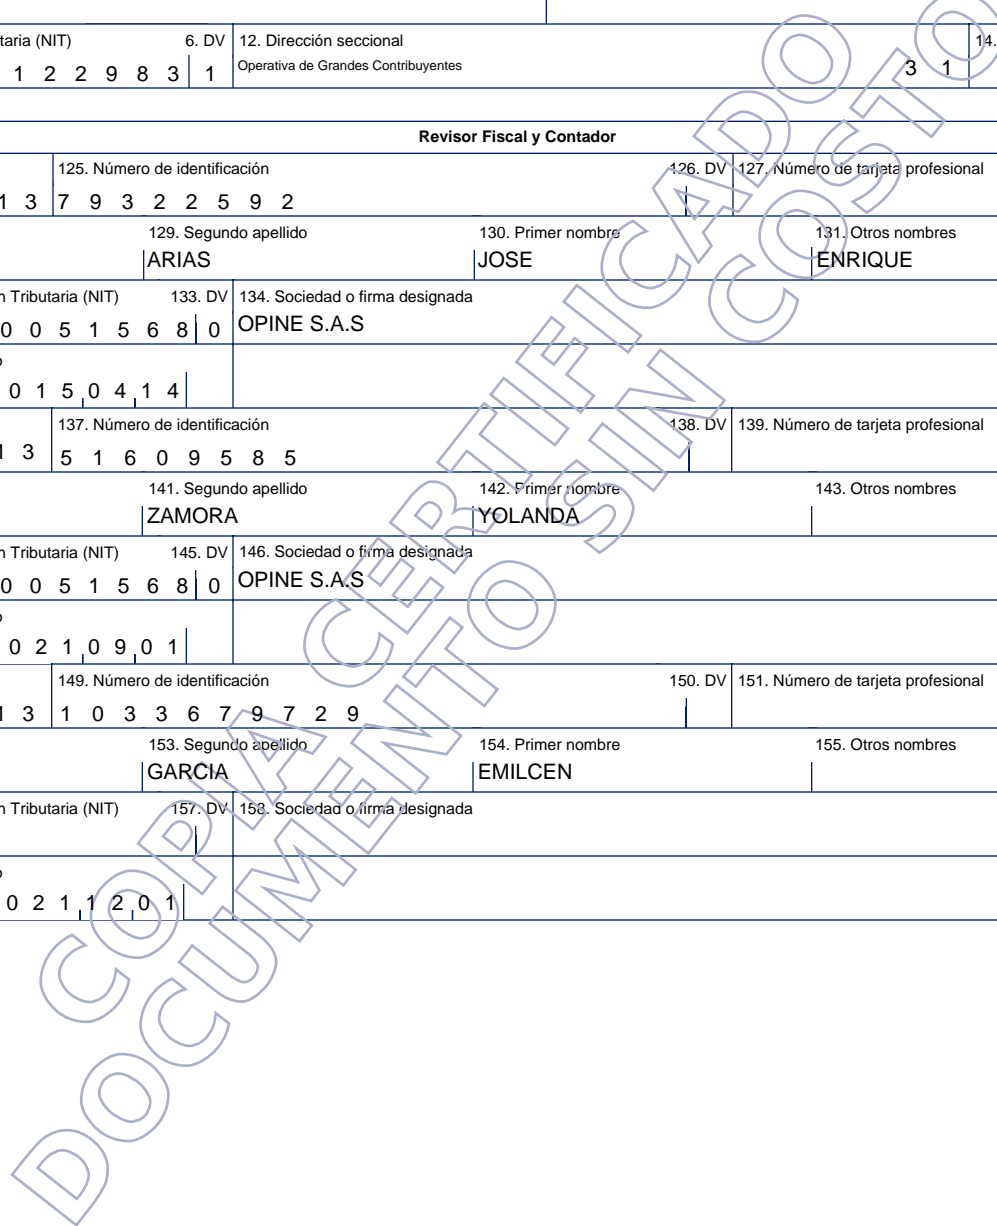 taria (NIT) 6. DV 12. Dirección seccional 14.
1 2 2 9 8 3 1 Operativa de Grandes Contribuyentes 3 1
Revisor Fiscal y Contador
125. Número de identificación 126. DV 127. Número de tarjeta profesional
1 3 7 9 3 2 2 5 9 2
129. Segundo apellido 130. Primer nombre 131. Otros nombres
ARIAS JOSE ENRIQUE
n Tributaria (NIT) 133. DV 134. Sociedad o firma designada
0 0 5 1 5 6 8 0 OPINE S.A.S
o
0 1 5 0 4 1 4
137. Número de identificación 138. DV 139. Número de tarjeta profesional
1 3 5 1 6 0 9 5 8 5
141. Segundo apellido 142. Primer nombre 143. Otros nombres
ZAMORA YOLANDA
n Tributaria (NIT) 145. DV 146. Sociedad o firma designada
0 0 5 1 5 6 8 0 OPINE S.A.S
o
0 2 1 0 9 0 1
149. Número de identificación 150. DV 151. Número de tarjeta profesional
1 3 1 0 3 3 6 7 9 7 2 9
153. Segundo apellido 154. Primer nombre 155. Otros nombres
GARCIA EMILCEN
n Tributaria (NIT) 157. DV 158. Sociedad o firma designada
o
0 2 1 1 2 0 1
COPIA CERTIFICADO
DOCUMENTO SIN COSTO